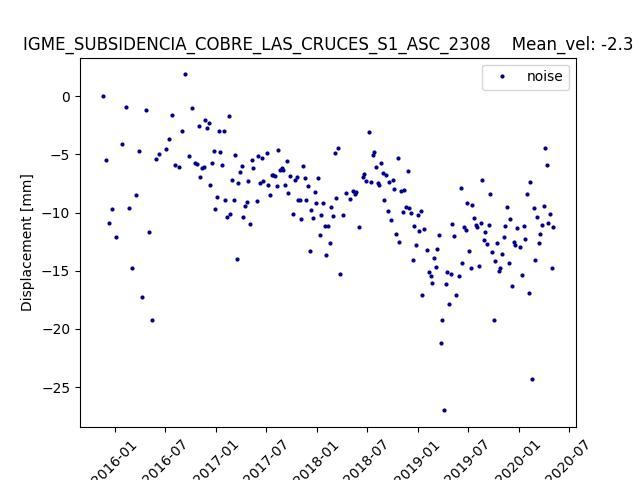 IGME_SUBSIDENCIA_COBRE_LAS_CRUCES_S1_ASC_2308    Mean_vel: -2.3
noise
Displacement [mm]
0
−5
−10
−15
−20
−25
2016-01 2016-07 2017-01 2017-07 2018-01 2018-07 2019-01 2019-07 2020-01 2020-07